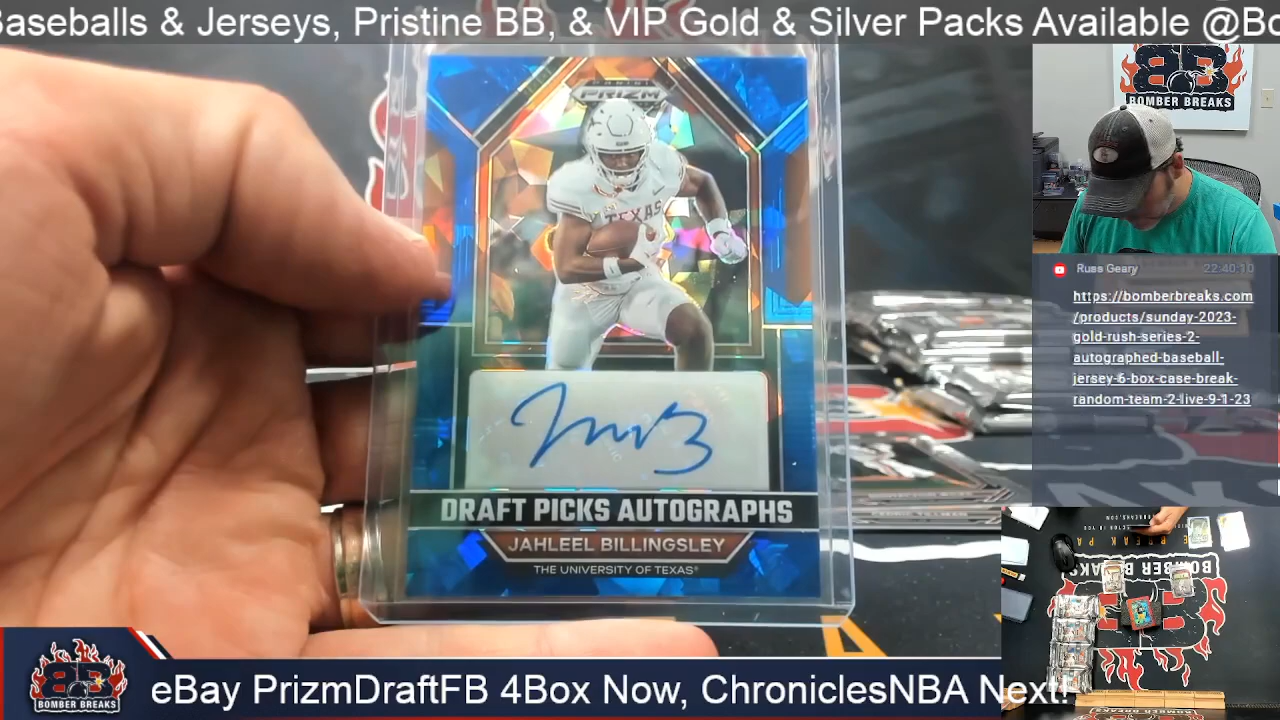 Baseballs & Jerseys, Pristine BB, & VIP Gold & Silver Packs Available @Bo
PANINI
PRIZM
TEXAS
DRAFT PICKS AUTOGRAPHS
JAHLEEL BILLINGSLEY
THE UNIVERSITY OF TEXAS®
BB
BOMBER BREAKS
Russ Geary 22:40:10
https://bomberbreaks.com
/products/sunday-2023-
gold-rush-series-2-
autographed-baseball-
jersey-6-box-case-break-
random-team-2-live-9-1-23
BOMBER BREAKS
BB
BOMBER BREAKS
eBay PrizmDraftFB 4Box Now, ChroniclesNBA Next!